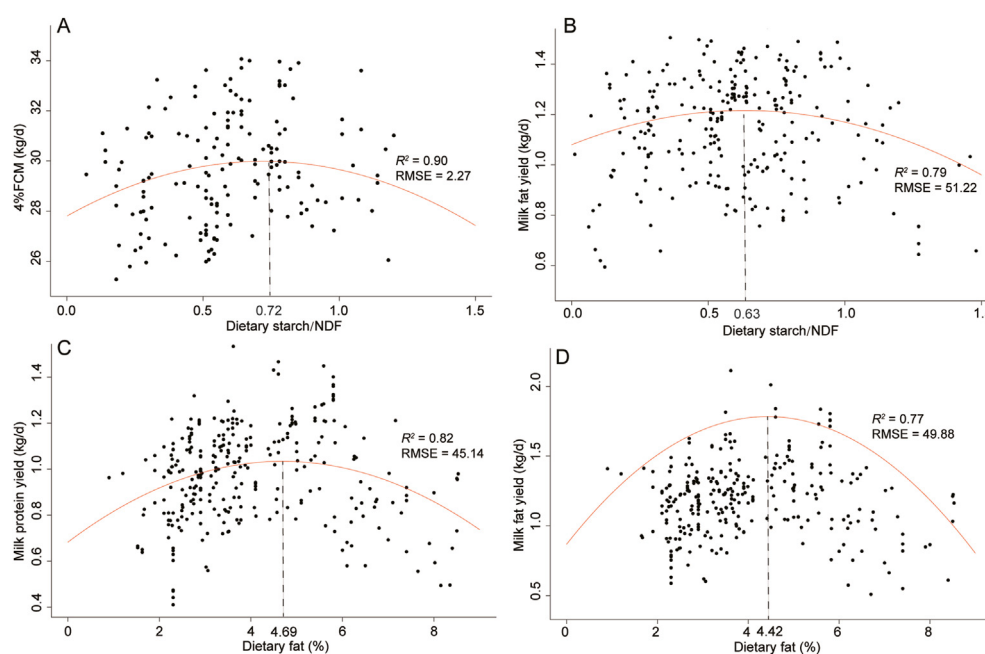 A
4%FCM (kg/d)
34
32
30
28
26
R² = 0.90
RMSE = 2.27
0.0 0.5 0.72 1.0 1.5
Dietary starch/NDF
B
Milk fat yield (kg/d)
1.4
1.2
1.0
0.8
0.6
R² = 0.79
RMSE = 51.22
0.0 0.5 0.63 1.0 1.
Dietary starch/NDF
C
Milk protein yield (kg/d)
1.4
1.2
1.0
0.8
0.6
0.4
R² = 0.82
RMSE = 45.14
0 2 4 4.69 6 8
Dietary fat (%)
D
Milk fat yield (kg/d)
2.0
1.5
1.0
0.5
R² = 0.77
RMSE = 49.88
0 2 4 4.42 6 8
Dietary fat (%)